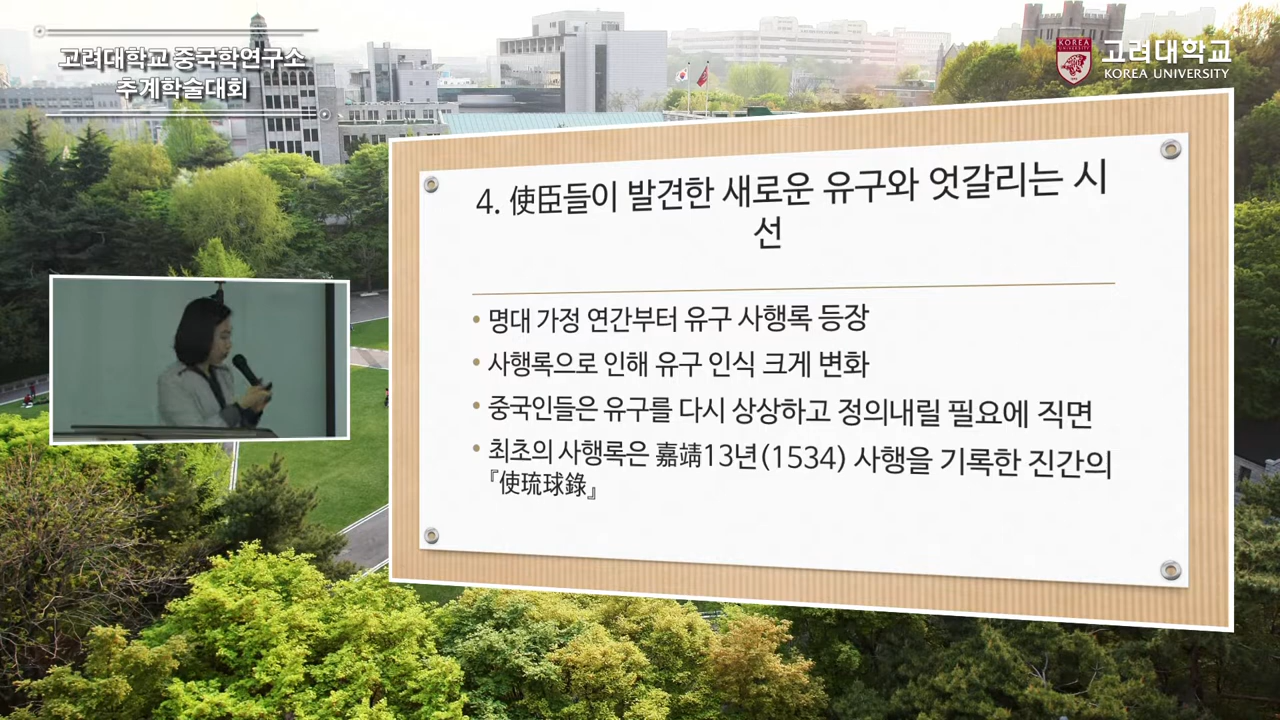 고려대학교 중국학연구소
추계학술대회
KOREA
고려대학교
KOREA UNIVERSITY
4. 使臣들이 발견한 새로운 유구와 엇갈리는 시
선
• 명대 가정 연간부터 유구 사행록 등장
• 사행록으로 인해 유구 인식 크게 변화
• 중국인들은 유구를 다시 상상하고 정의내릴 필요에 직면
• 최초의 사행록은 嘉靖13년(1534) 사행을 기록한 진간의
『使琉球錄』